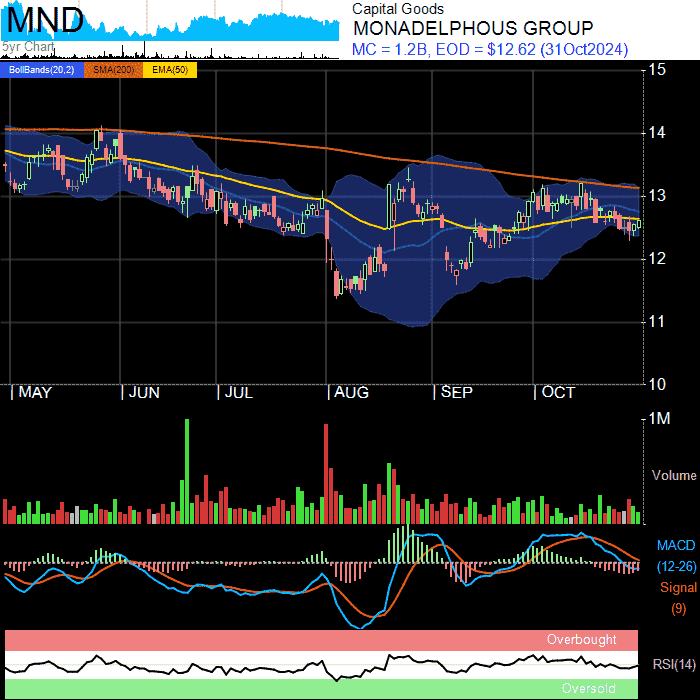 MND
5yr Chart
Capital Goods
MONADELPHOUS GROUP
MC = 1.2B, EOD = $12.62 (31Oct2024)
BollBands(20,2) SMA(200) EMA(50)
15
14
13
12
11
10
MAY JUN JUL AUG SEP OCT
1M
Volume
MACD
(12-26)
Signal
(9)
Overbought
RSI(14)
Oversold